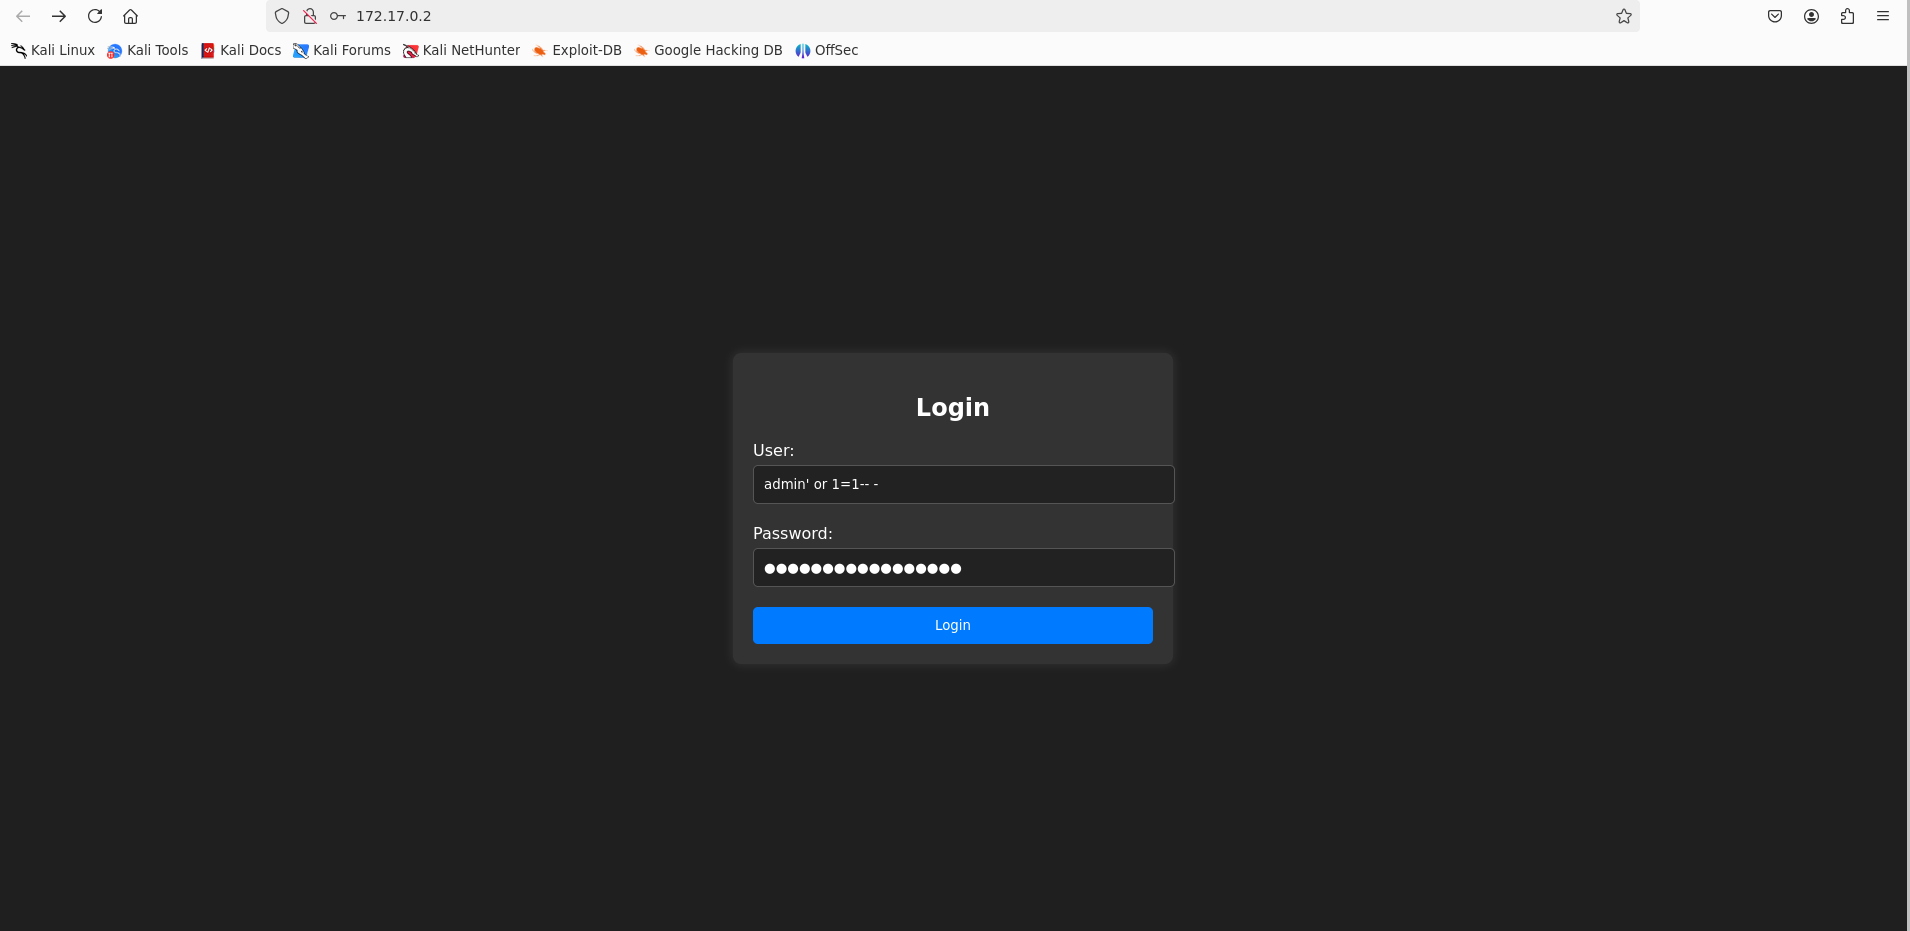 172.17.0.2
Kali Linux Kali Tools Kali Docs Kali Forums Kali NetHunter Exploit-DB Google Hacking DB OffSec
Login
User:
admin' or 1=1-- -
Password:
●●●●●●●●●●●●●●●●●
Login